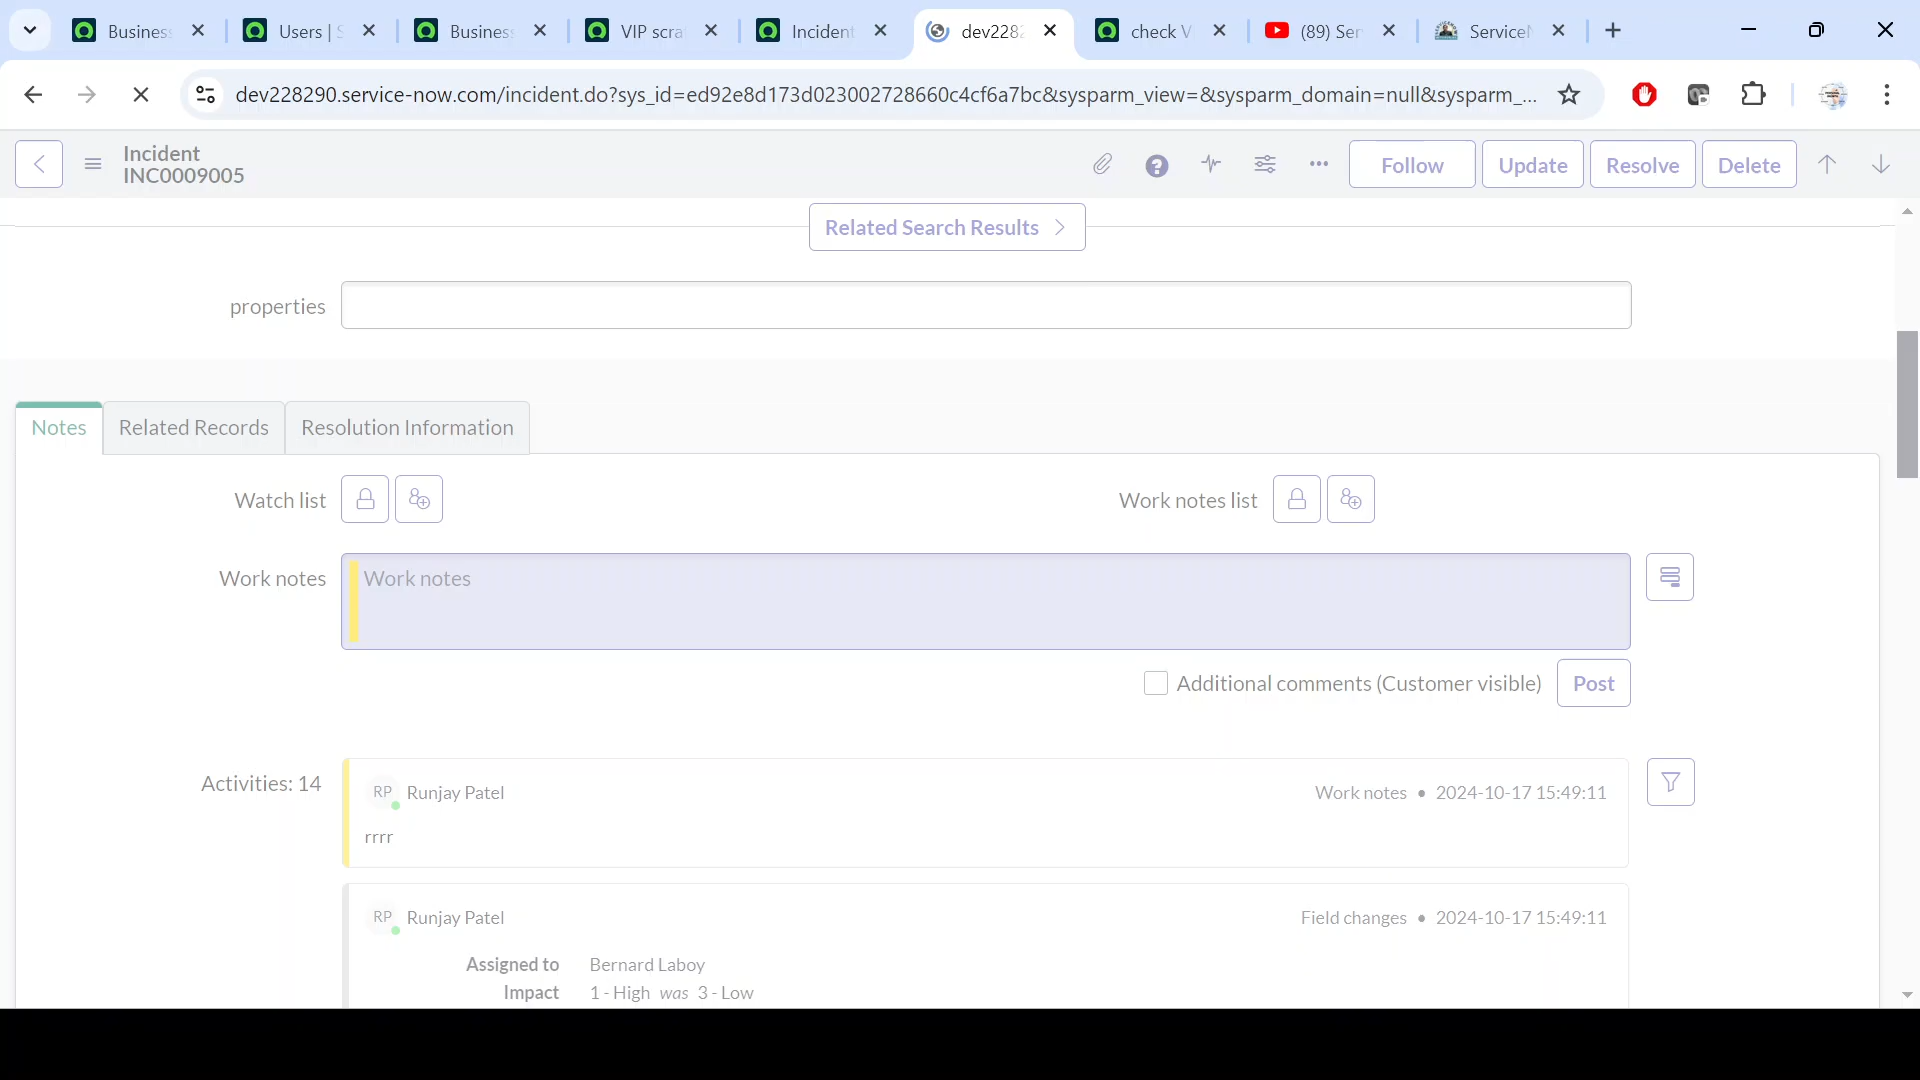 Business
Users | S
Business
VIP scra
Incident
dev2282
check V
(89) Ser
ServiceN
dev228290.service-now.com/incident.do?sys_id=ed92e8d173d023002728660c4cf6a7bc&sysparm_view=&sysparm_domain=null&sysparm_...
Incident
INC0009005
Follow
Update
Resolve
Delete
Related Search Results
properties
Notes
Related Records
Resolution Information
Watch list
Work notes list
Work notes
Work notes
Additional comments (Customer visible)
Post
Activities: 14
RP Runjay Patel
Work notes • 2024-10-17 15:49:11
rrrr
RP Runjay Patel
Field changes • 2024-10-17 15:49:11
Assigned to Bernard Laboy
Impact 1 - High was 3 - Low